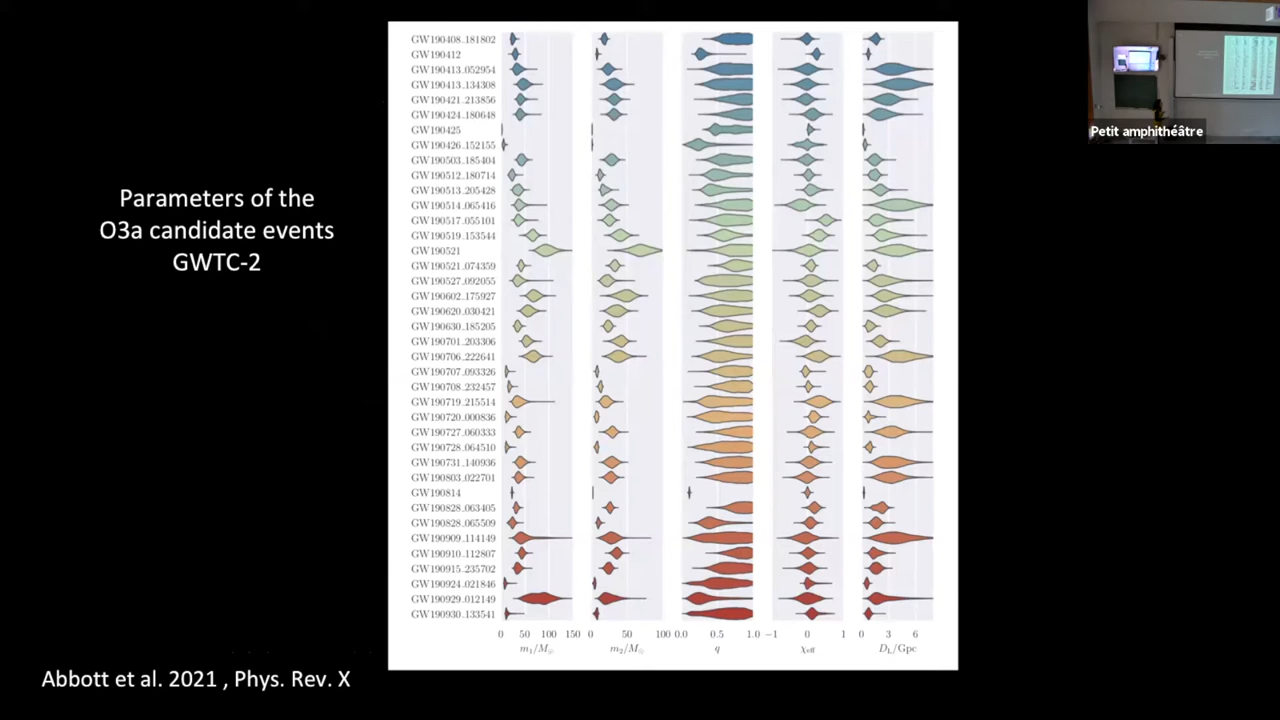 Parameters of the
O3a candidate events
GWTC-2
GW190408_181802
GW190412
GW190413_052954
GW190413_134308
GW190421_213856
GW190424_180648
GW190425
GW190426_152155
GW190503_185404
GW190512_180714
GW190513_205428
GW190514_065416
GW190517_055101
GW190519_153544
GW190521
GW190521_074359
GW190527_092055
GW190602_175927
GW190620_030421
GW190630_185205
GW190701_203306
GW190706_222641
GW190707_093326
GW190708_232457
GW190719_215514
GW190720_000836
GW190727_060333
GW190728_064510
GW190731_140936
GW190803_022701
GW190814
GW190828_063405
GW190828_065509
GW190909_114149
GW190910_112807
GW190915_235702
GW190924_021846
GW190929_012149
GW190930_133541
0 50 100 150 0 50 100 0.0 0.5 1.0 −1 0 1 0 3 6
m₁/M☉ m₂/M☉ q χeff DL/Gpc
Abbott et al. 2021 , Phys. Rev. X
Petit amphithéâtre